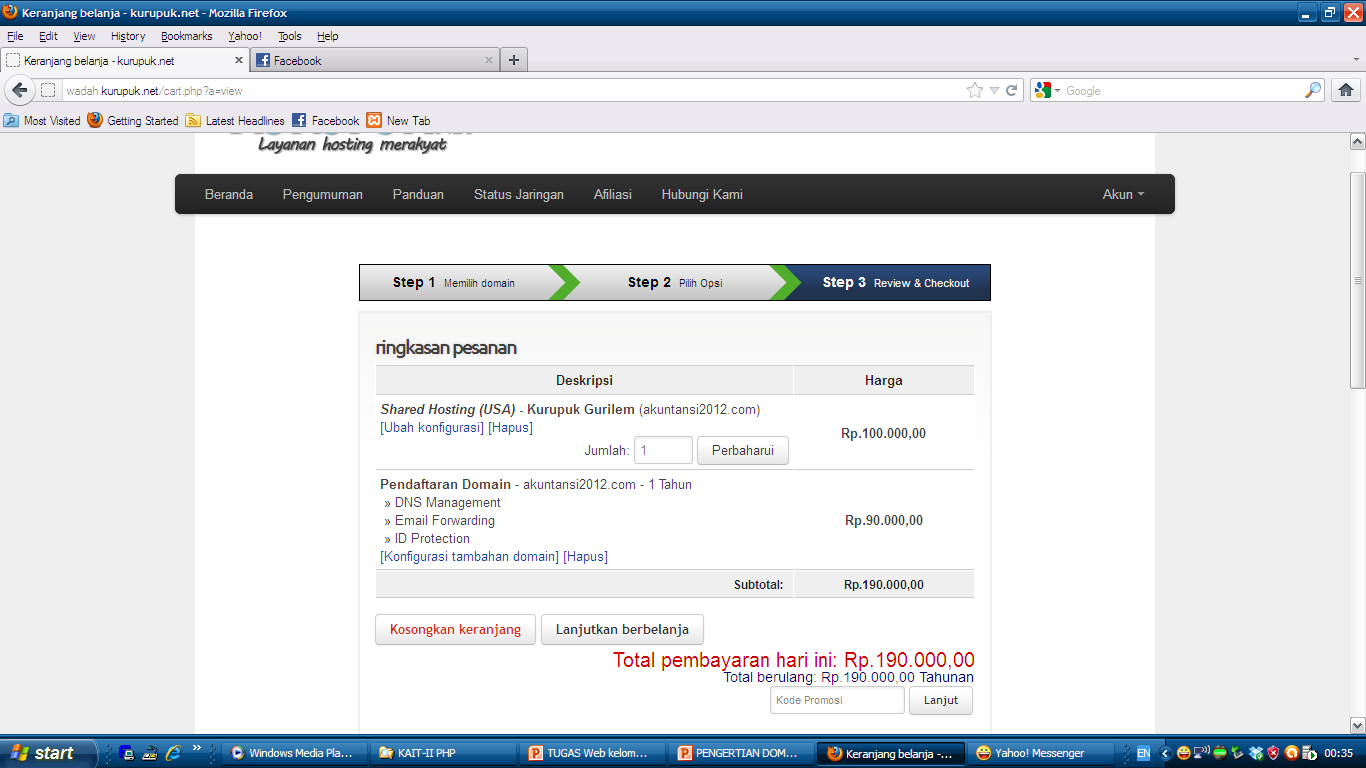 Keranjang belanja - kurupuk.net - Mozilla Firefox
File Edit View History Bookmarks Yahoo! Tools Help
Keranjang belanja - kurupuk.net Facebook
wadah.kurupuk.net/cart.php?a=view Google
Most Visited Getting Started Latest Headlines Facebook New Tab
Layanan hosting merakyat
Beranda Pengumuman Panduan Status Jaringan Afiliasi Hubungi Kami Akun
Step 1 Memilih domain Step 2 Pilih Opsi Step 3 Review & Checkout
ringkasan pesanan
Deskripsi Harga
Shared Hosting (USA) - Kurupuk Gurilem (akuntansi2012.com)
[Ubah konfigurasi] [Hapus]
Rp.100.000,00
Jumlah: 1 Perbaharui
Pendaftaran Domain - akuntansi2012.com - 1 Tahun
» DNS Management
» Email Forwarding
Rp.90.000,00
» ID Protection
[Konfigurasi tambahan domain] [Hapus]
Subtotal: Rp.190.000,00
Kosongkan keranjang Lanjutkan berbelanja
Total pembayaran hari ini: Rp.190.000,00
Total berulang: Rp.190.000,00 Tahunan
Kode Promosi Lanjut
start Windows Media Pla... KAIT-II PHP TUGAS Web kelom... PENGERTIAN DOM... Keranjang belanja -... Yahoo! Messenger EN 00:35